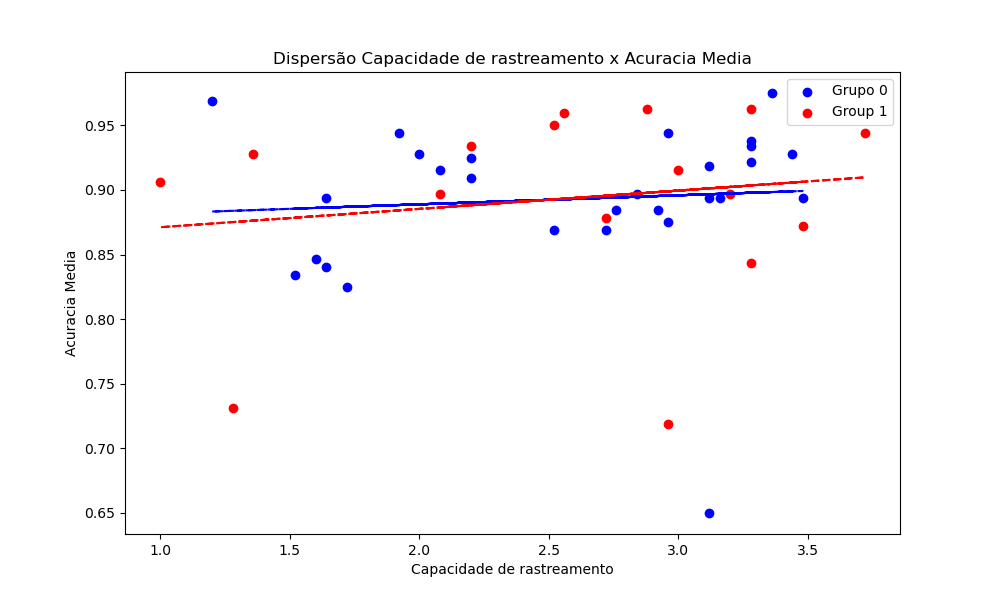 Dispersão Capacidade de rastreamento x Acuracia Media
Grupo 0
Group 1
Acuracia Media
0.95
0.90
0.85
0.80
0.75
0.70
0.65
1.0 1.5 2.0 2.5 3.0 3.5
Capacidade de rastreamento